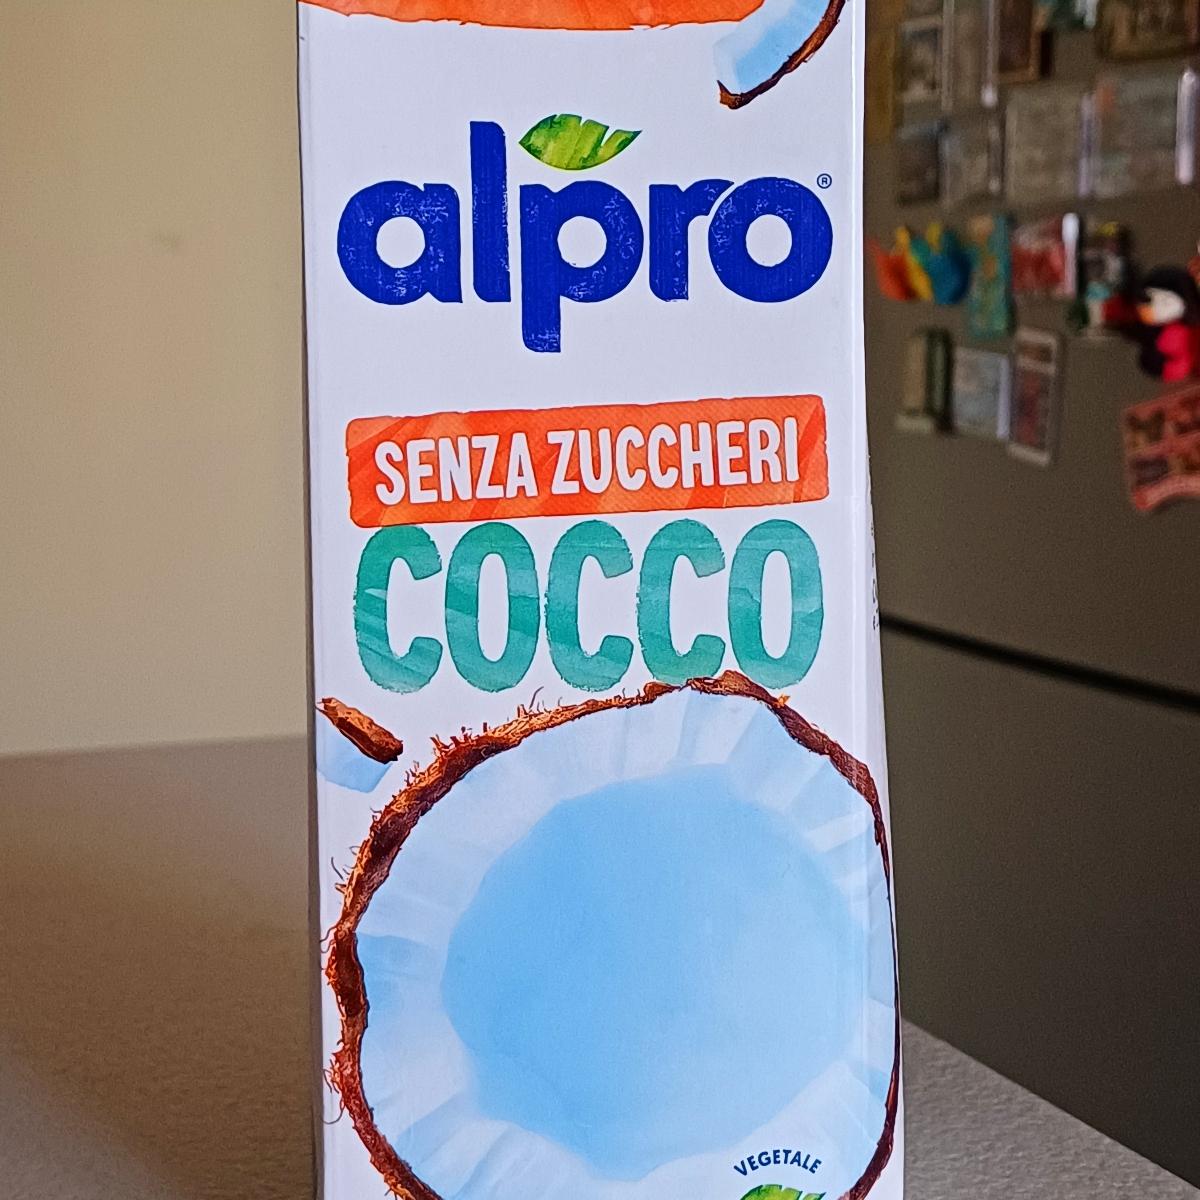 alpro®
SENZA ZUCCHERI
COCCO
VEGETALE